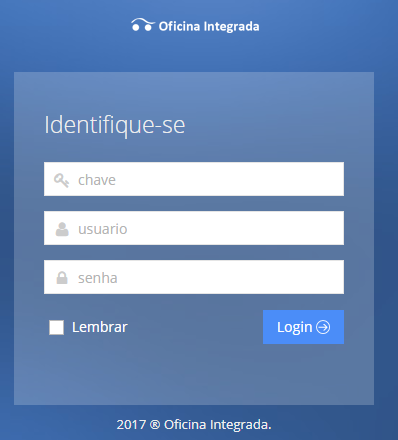 Oficina Integrada
Identifique-se
chave
usuario
senha
Lembrar
Login
2017 ® Oficina Integrada.